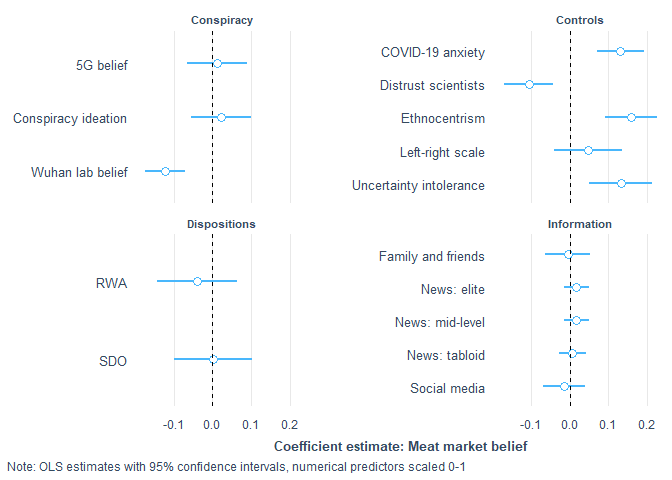 Conspiracy
5G belief
Conspiracy ideation
Wuhan lab belief
Controls
COVID-19 anxiety
Distrust scientists
Ethnocentrism
Left-right scale
Uncertainty intolerance
Dispositions
RWA
SDO
-0.1 0.0 0.1 0.2
Information
Family and friends
News: elite
News: mid-level
News: tabloid
Social media
-0.1 0.0 0.1 0.2
Coefficient estimate: Meat market belief
Note: OLS estimates with 95% confidence intervals, numerical predictors scaled 0-1